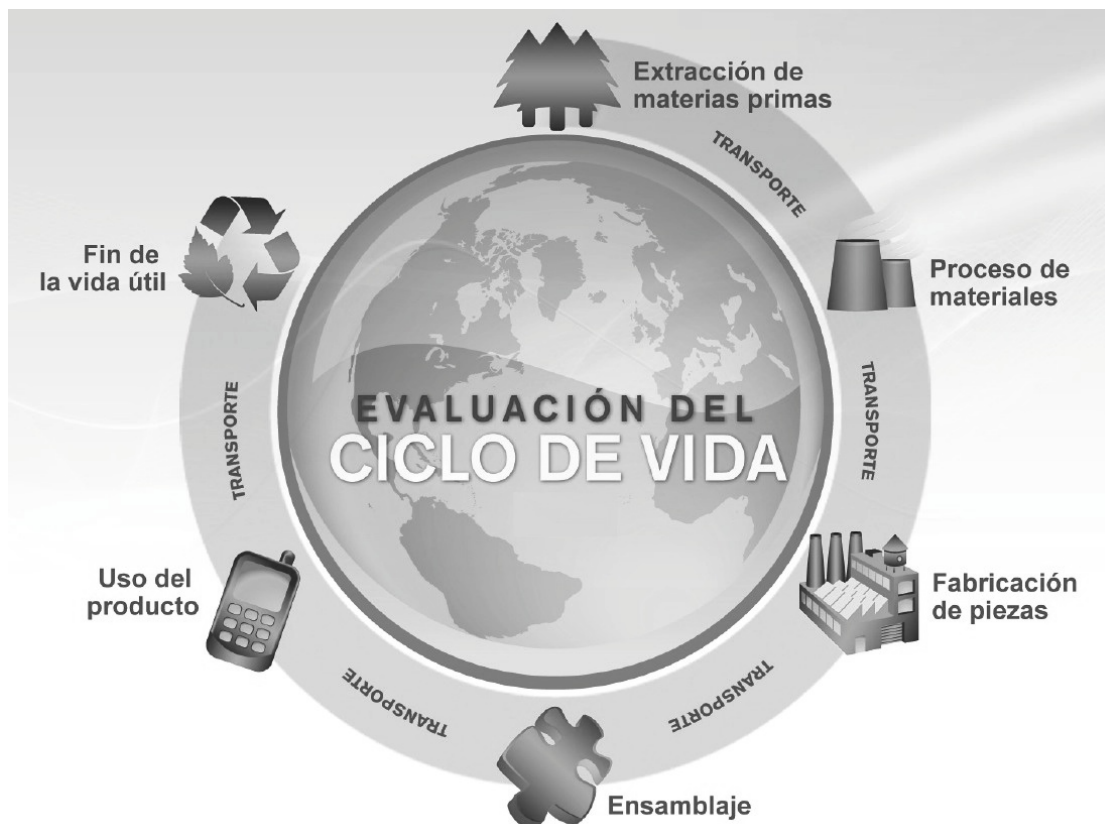 Extracción de
materias primas
TRANSPORTE
Proceso de
materiales
TRANSPORTE
Fabricación
de piezas
TRANSPORTE
Ensamblaje
TRANSPORTE
Uso del
producto
TRANSPORTE
Fin de
la vida útil
EVALUACIÓN DEL
CICLO DE VIDA